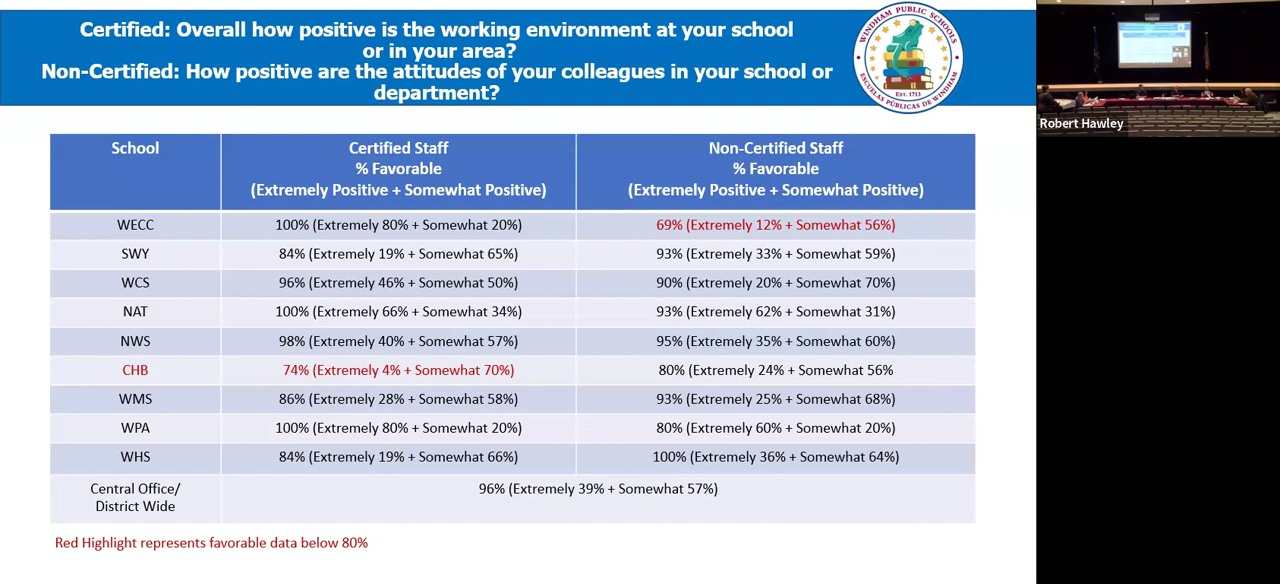 Certified: Overall how positive is the working environment at your school
or in your area?
Non-Certified: How positive are the attitudes of your colleagues in your school or
department?
WINDHAM PUBLIC SCHOOLS
EST. 1713
ESCUELAS PÚBLICAS DE WINDHAM
Robert Hawley
School
Certified Staff
% Favorable
(Extremely Positive + Somewhat Positive)
Non-Certified Staff
% Favorable
(Extremely Positive + Somewhat Positive)
WECC 100% (Extremely 80% + Somewhat 20%) 69% (Extremely 12% + Somewhat 56%)
SWY 84% (Extremely 19% + Somewhat 65%) 93% (Extremely 33% + Somewhat 59%)
WCS 96% (Extremely 46% + Somewhat 50%) 90% (Extremely 20% + Somewhat 70%)
NAT 100% (Extremely 66% + Somewhat 34%) 93% (Extremely 62% + Somewhat 31%)
NWS 98% (Extremely 40% + Somewhat 57%) 95% (Extremely 35% + Somewhat 60%)
CHB 74% (Extremely 4% + Somewhat 70%) 80% (Extremely 24% + Somewhat 56%
WMS 86% (Extremely 28% + Somewhat 58%) 93% (Extremely 25% + Somewhat 68%)
WPA 100% (Extremely 80% + Somewhat 20%) 80% (Extremely 60% + Somewhat 20%)
WHS 84% (Extremely 19% + Somewhat 66%) 100% (Extremely 36% + Somewhat 64%)
Central Office/
District Wide
96% (Extremely 39% + Somewhat 57%)
Red Highlight represents favorable data below 80%